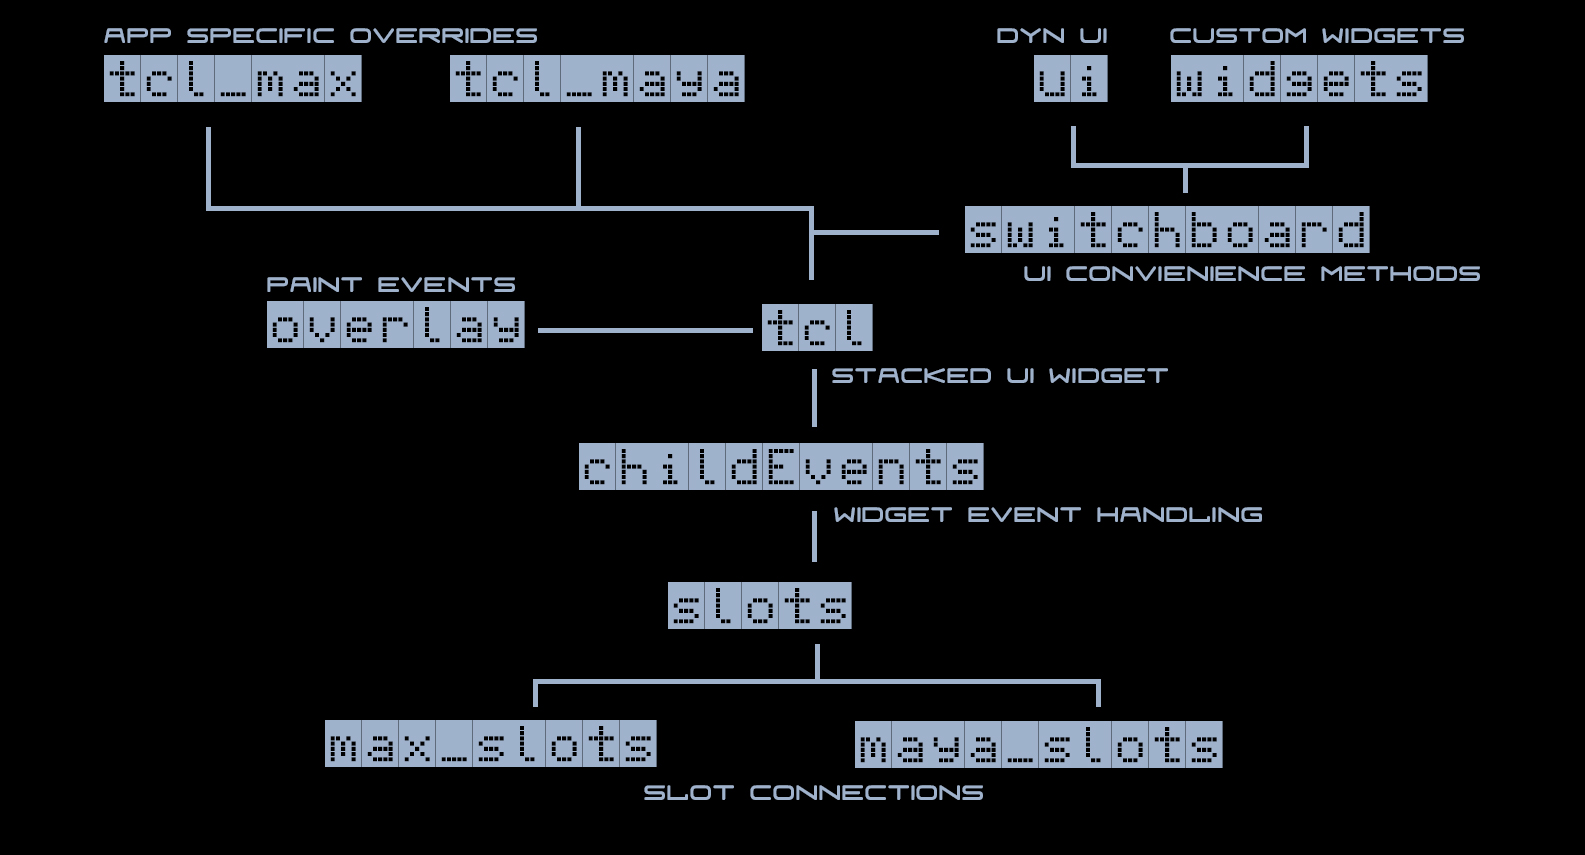 APP SPECIFIC OVERRIDES
DYN UI
CUSTOM WIDGETS
tcl_max
tcl_maya
ui
widgets
switchboard
UI CONVIENIENCE METHODS
PAINT EVENTS
overlay
tcl
STACKED UI WIDGET
childEvents
WIDGET EVENT HANDLING
slots
max_slots
maya_slots
SLOT CONNECTIONS